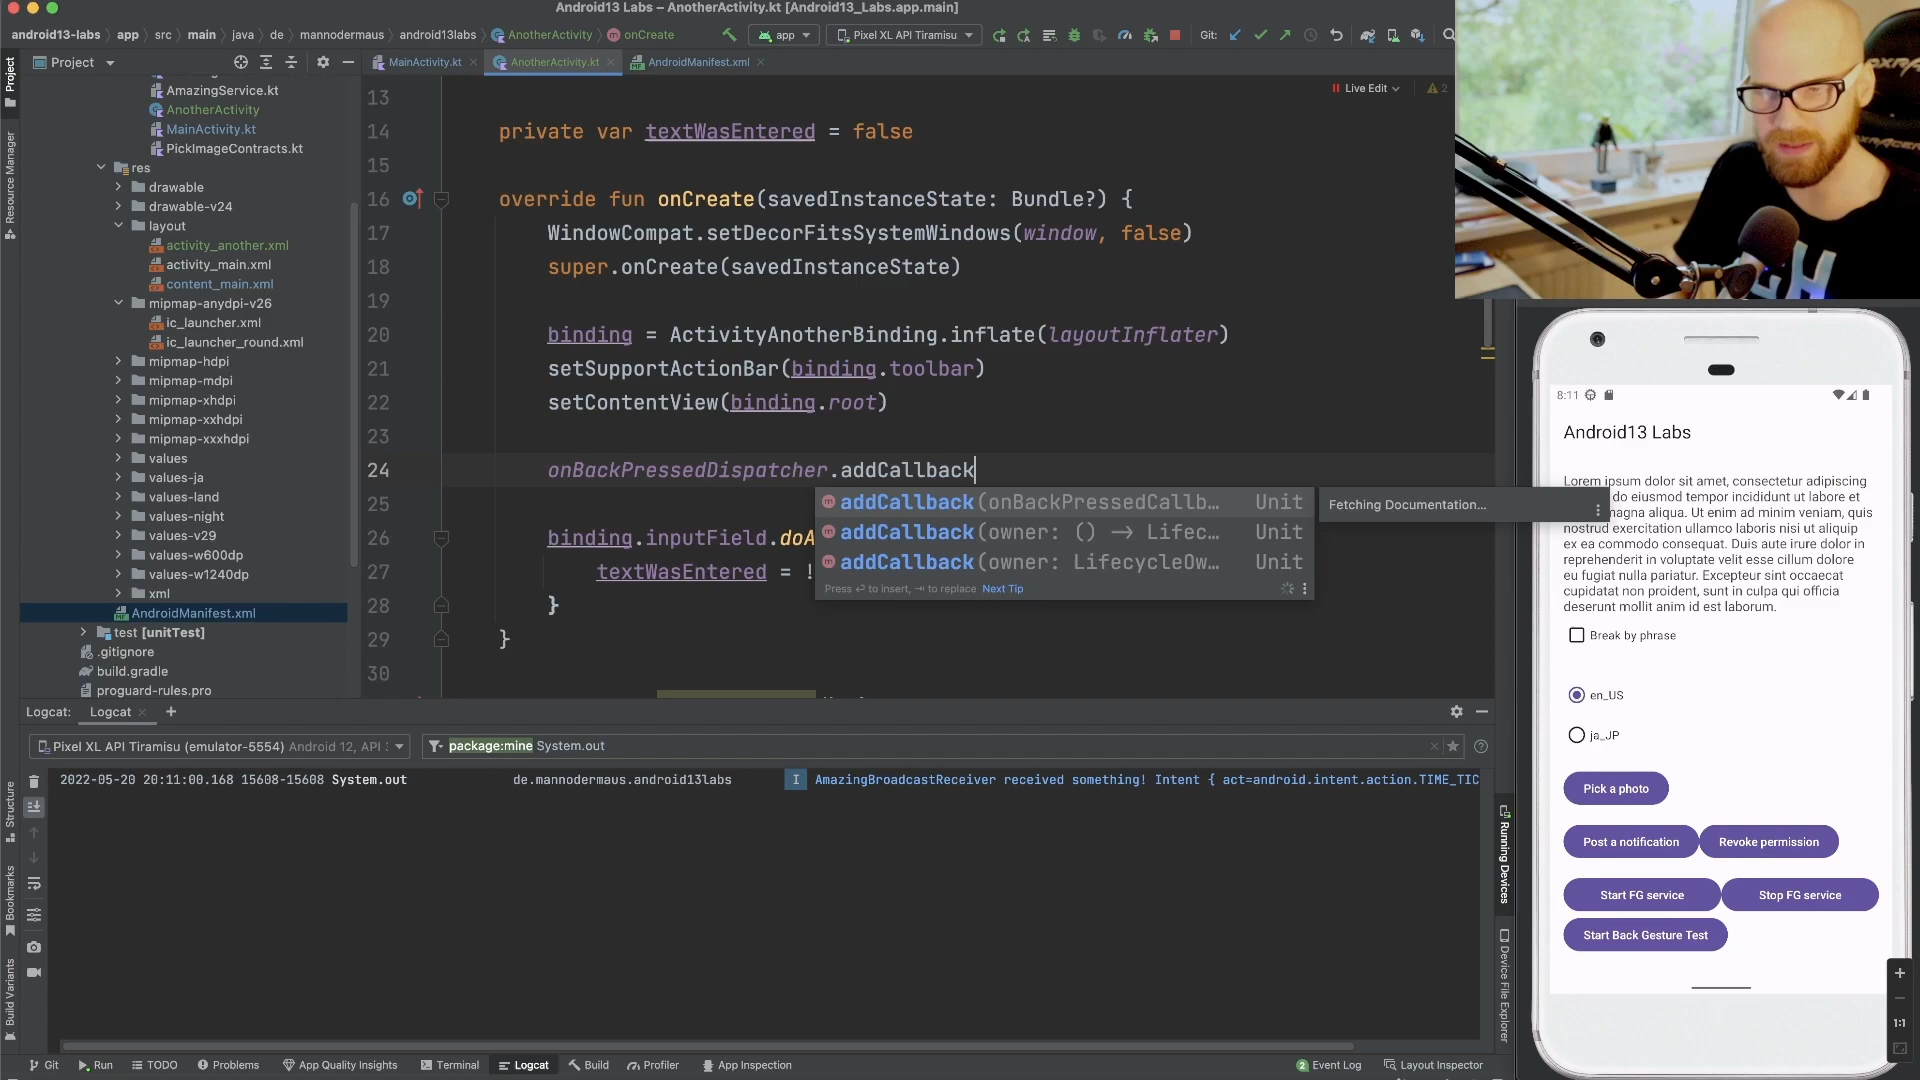 Android13 Labs – AnotherActivity.kt [Android13_Labs.app.main]
android13-labs
app
src
main
java
de
mannodermaus
android13labs
AnotherActivity
onCreate
app
Pixel XL API Tiramisu
Git:
Project
MainActivity.kt
AnotherActivity.kt
AndroidManifest.xml
Project
Resource Manager
Structure
Bookmarks
Build Variants
AmazingService.kt
AnotherActivity
MainActivity.kt
PickImageContracts.kt
res
drawable
drawable-v24
layout
activity_another.xml
activity_main.xml
content_main.xml
mipmap-anydpi-v26
ic_launcher.xml
ic_launcher_round.xml
mipmap-hdpi
mipmap-mdpi
mipmap-xhdpi
mipmap-xxhdpi
mipmap-xxxhdpi
values
values-ja
values-land
values-night
values-v29
values-w600dp
values-w1240dp
xml
AndroidManifest.xml
test [unitTest]
.gitignore
build.gradle
proguard-rules.pro
Live Edit
2
13
14 private var textWasEntered = false
15
16 override fun onCreate(savedInstanceState: Bundle?) {
17 WindowCompat.setDecorFitsSystemWindows(window, false)
18 super.onCreate(savedInstanceState)
19
20 binding = ActivityAnotherBinding.inflate(layoutInflater)
21 setSupportActionBar(binding.toolbar)
22 setContentView(binding.root)
23
24 onBackPressedDispatcher.addCallback
25
26 binding.inputField.doA
27 textWasEntered = !
28 }
29 }
30
addCallback(onBackPressedCallb… Unit
addCallback(owner: () -> Lifec… Unit
addCallback(owner: LifecycleOw… Unit
Press ⏎ to insert, ⇥ to replace Next Tip
Fetching Documentation...
Logcat: Logcat
Pixel XL API Tiramisu (emulator-5554) Android 12, API
package:mine System.out
2022-05-20 20:11:00.168 15608-15608 System.out de.mannodermaus.android13labs I AmazingBroadcastReceiver received something! Intent { act=android.intent.action.TIME_TIC
Git
Run
TODO
Problems
App Quality Insights
Terminal
Logcat
Build
Profiler
App Inspection
2 Event Log
Layout Inspector
Running Devices
Device File Explorer
8:11
Android13 Labs
Lorem ipsum dolor sit amet, consectetur adipiscing
do eiusmod tempor incididunt ut labore et
magna aliqua. Ut enim ad minim veniam, quis
nostrud exercitation ullamco laboris nisi ut aliquip
ex ea commodo consequat. Duis aute irure dolor in
reprehenderit in voluptate velit esse cillum dolore
eu fugiat nulla pariatur. Excepteur sint occaecat
cupidatat non proident, sunt in culpa qui officia
deserunt mollit anim id est laborum.
Break by phrase
en_US
ja_JP
Pick a photo
Post a notification
Revoke permission
Start FG service
Stop FG service
Start Back Gesture Test
1:1